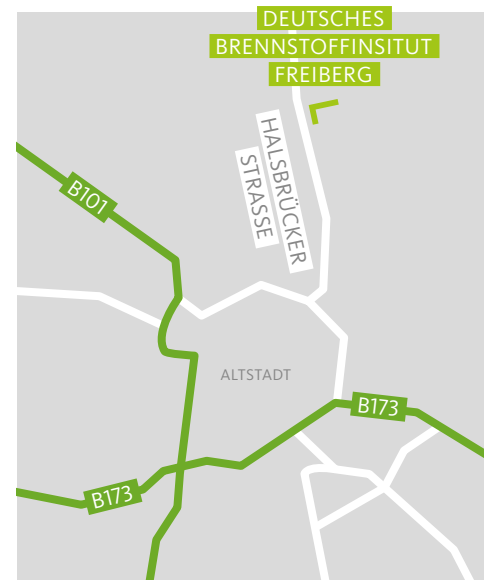 DEUTSCHES
BRENNSTOFFINSITUT
FREIBERG
HALSBRÜCKER
STRASSE
B101
ALTSTADT
B173
B173